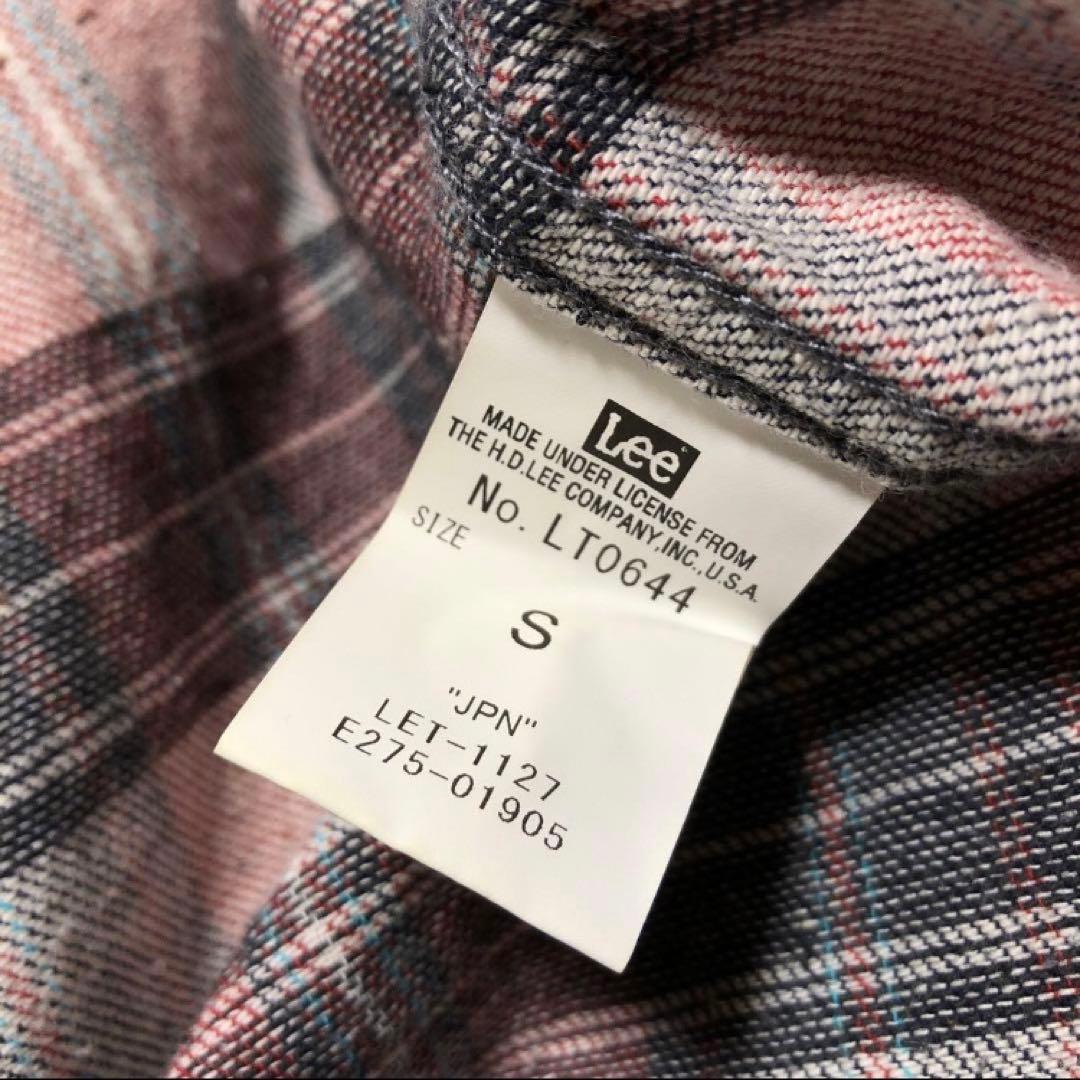 Lee
MADE UNDER LICENSE FROM
THE H.D.LEE COMPANY,INC.,U.S.A.
No. LT0644
SIZE
S
"JPN"
LET-1127
E275-01905